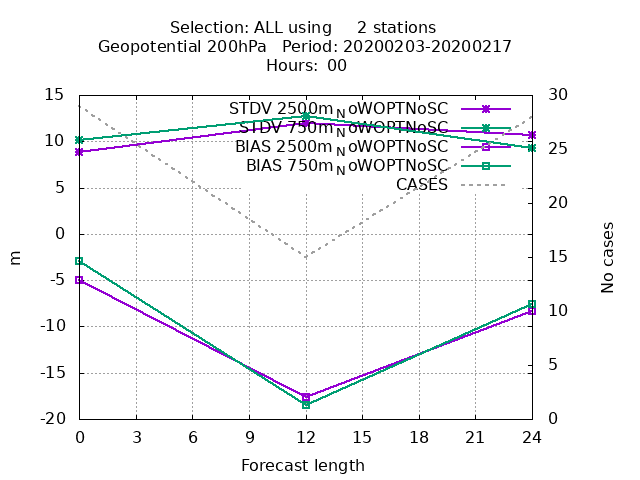 Selection: ALL using     2 stations
Geopotential 200hPa   Period: 20200203-20200217
Hours:  00
15
10
5
0
-5
-10
-15
-20
m
STDV 2500m_NoWOPTNoSC
STDV 750m_NoWOPTNoSC
BIAS 2500m_NoWOPTNoSC
BIAS 750m_NoWOPTNoSC
CASES
30
25
20
15
10
5
0
No cases
0 3 6 9 12 15 18 21 24
Forecast length